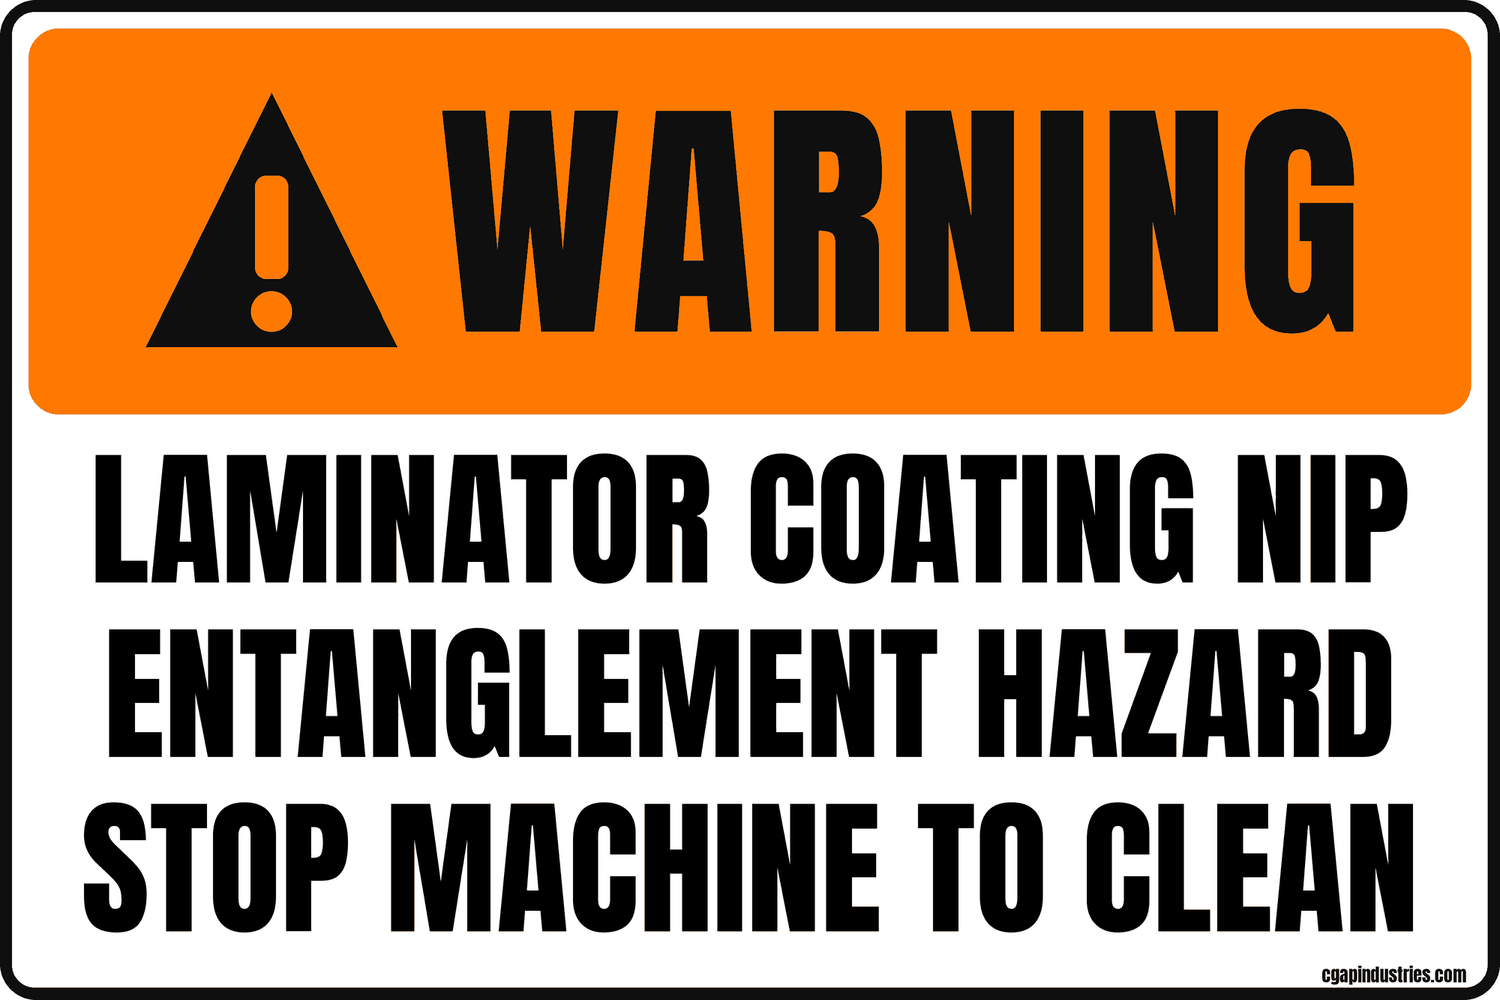 WARNING
LAMINATOR COATING NIP
ENTANGLEMENT HAZARD
STOP MACHINE TO CLEAN
cgapindustries.com